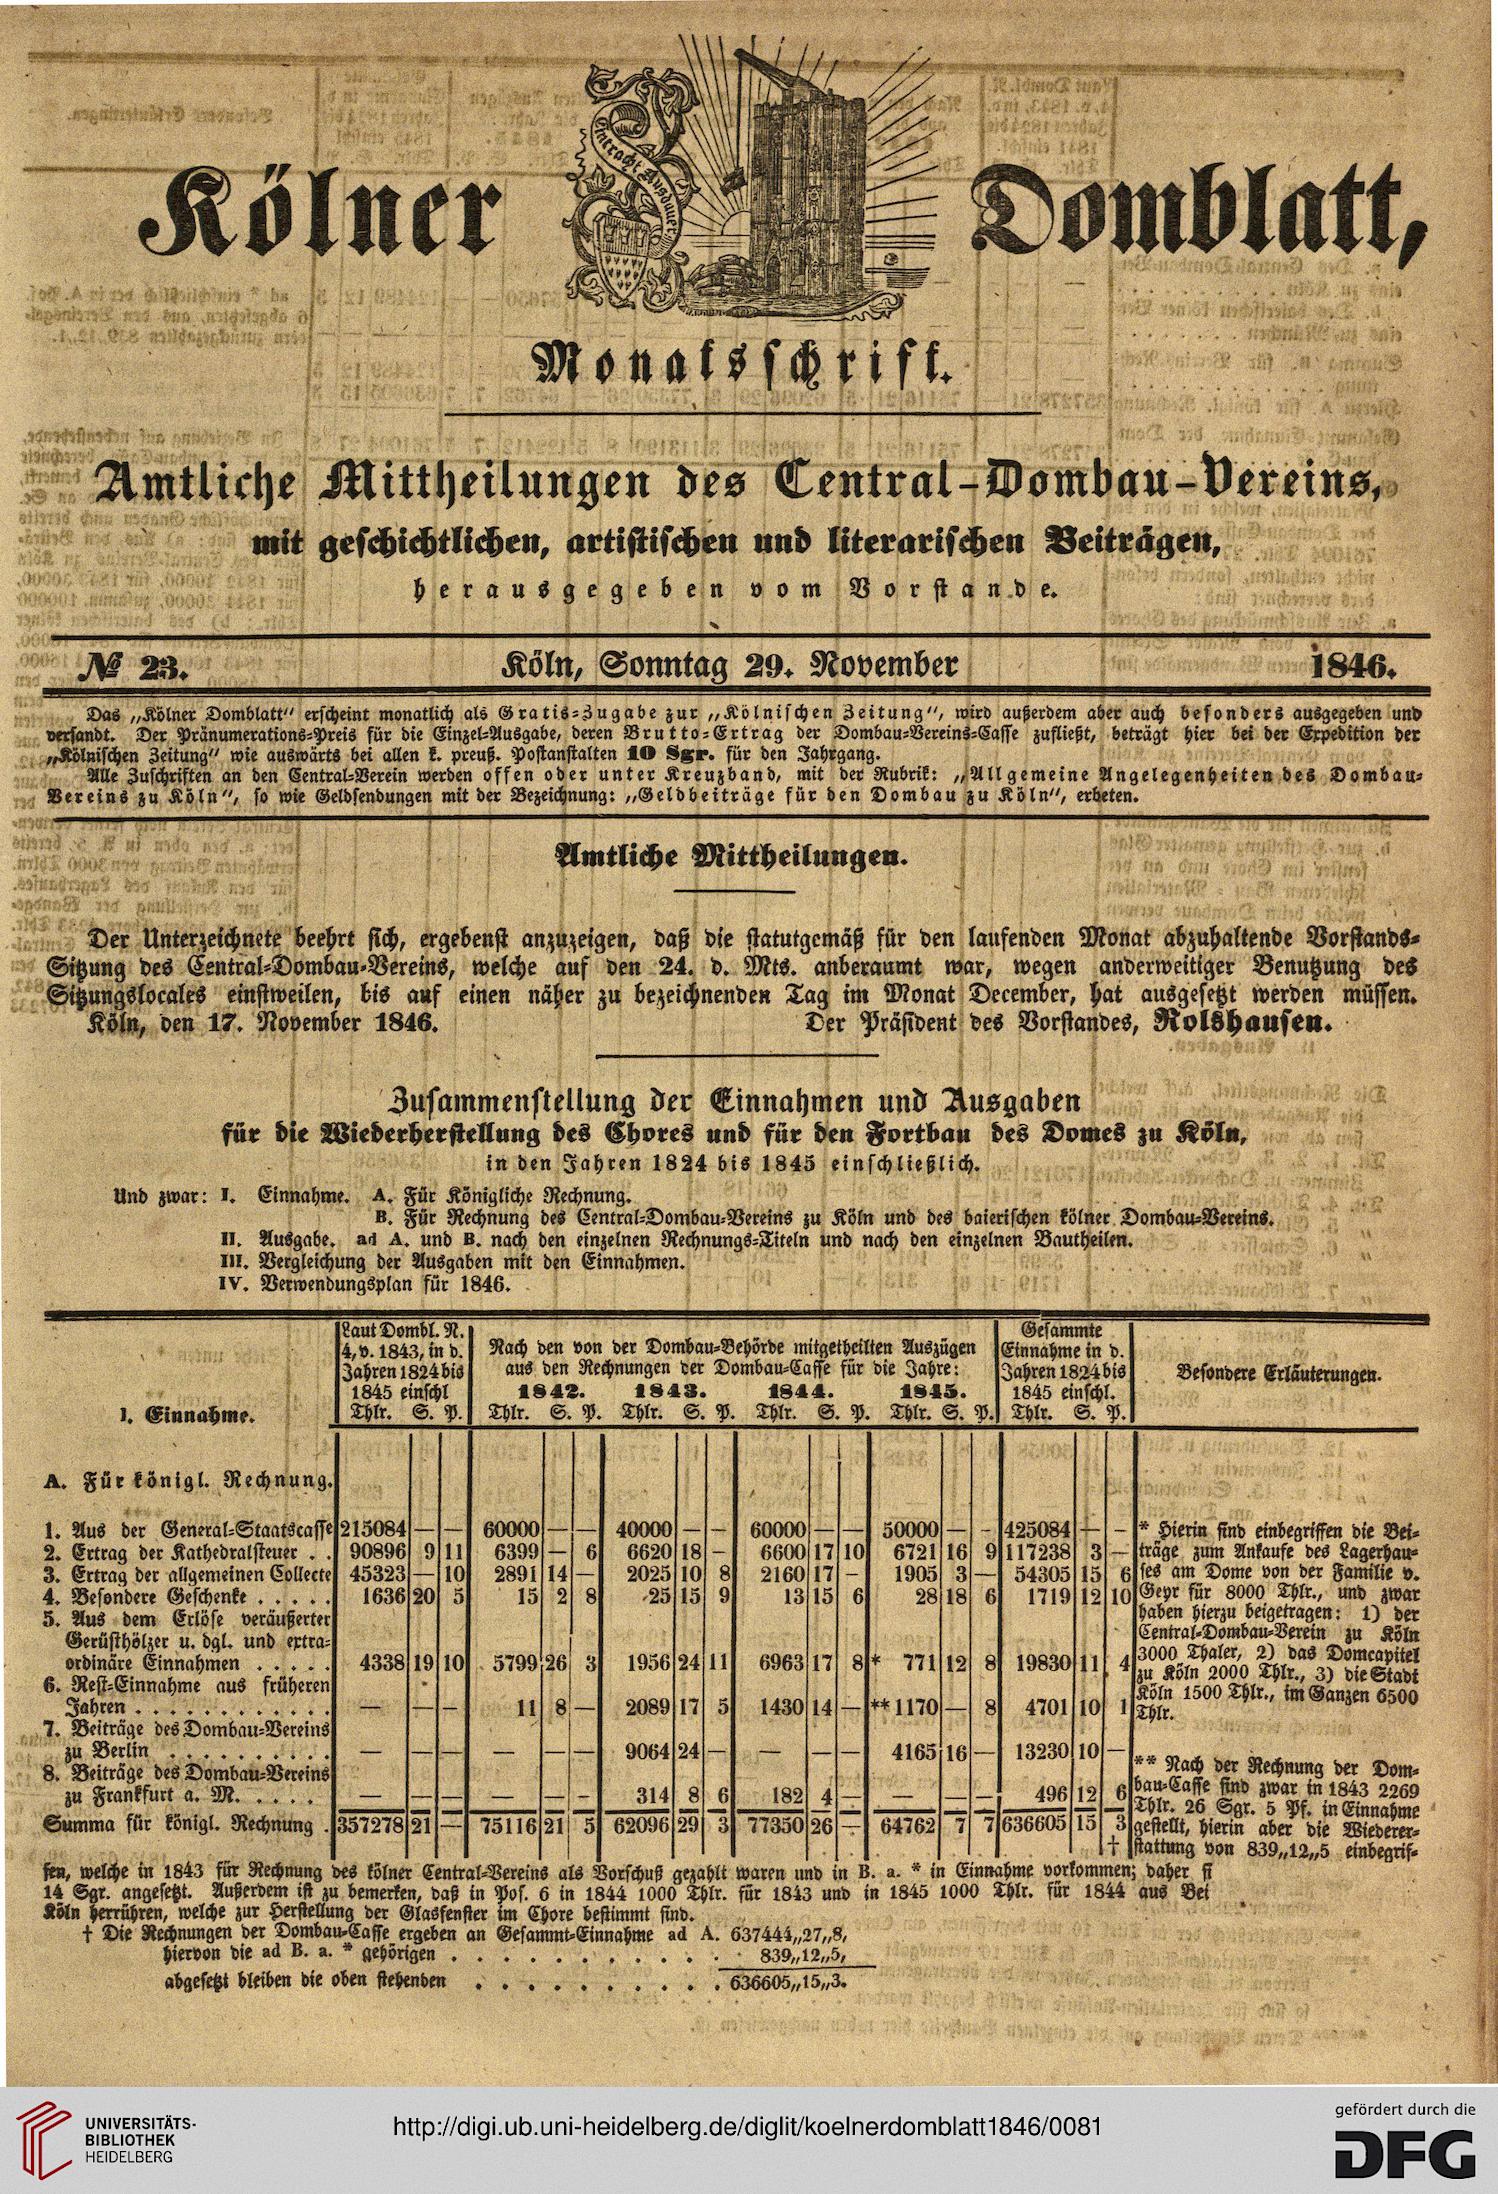 Eintracht Ausdauer
Kölner Domblatt,
Monatsschrift.
Amtliche Mittheilungen des Central-Dombau-Vereins,
mit geschichtlichen, artistischen und literarischen Beiträgen,
herausgegeben vom Vorstande.
№ 23. Köln, Sonntag 29. November 1846.
Das „Kölner Domblatt“ erscheint monatlich als Gratis-Zugabe zur „Kölnischen Zeitung“, wird außerdem aber auch besonders ausgegeben und
versandt. Der Pränumerations-Preis für die Einzel-Ausgabe, deren Brutto-Ertrag der Dombau-Vereins-Casse zufließt, beträgt hier bei der Expedition der
„Kölnischen Zeitung“ wie auswärts bei allen k. preuß. Postanstalten 10 Sgr. für den Jahrgang.
Alle Zuschriften an den Central-Verein werden offen oder unter Kreuzband, mit der Rubrik: „Allgemeine Angelegenheiten des Dombau-
Vereins zu Köln“, so wie Geldsendungen mit der Bezeichnung: „Geldbeiträge für den Dombau zu Köln“, erbeten.
Amtliche Mittheilungen.
Der Unterzeichnete beehrt sich, ergebenst anzuzeigen, daß die statutgemäß für den laufenden Monat abzuhaltende Vorstands-
Sitzung des Central-Dombau-Vereins, welche auf den 24. d. Mts. anberaumt war, wegen anderweitiger Benutzung des
Sitzungslocales einstweilen, bis auf einen näher zu bezeichnenden Tag im Monat December, hat ausgesetzt werden müssen.
Köln, den 17. November 1846. Der Präsident des Vorstandes, Rolshausen.
Zusammenstellung der Einnahmen und Ausgaben
für die Wiederherstellung des Chores und für den Fortbau des Domes zu Köln,
in den Jahren 1824 bis 1845 einschließlich.
Und zwar: I. Einnahme. A. Für Königliche Rechnung.
B. Für Rechnung des Central-Dombau-Vereins zu Köln und des baierischen kölner Dombau-Vereins.
II. Ausgabe. ad A. und B. nach den einzelnen Rechnungs-Titeln und nach den einzelnen Bautheilen.
III. Vergleichung der Ausgaben mit den Einnahmen.
IV. Verwendungsplan für 1846.
I. Einnahme.
Laut Dombl. N.
4, v. 1843, in d.
Jahren 1824 bis
1845 einschl
Thlr. S. P.
Nach den von der Dombau-Behörde mitgetheilten Auszügen
aus den Rechnungen der Dombau-Casse für die Jahre:
1842. 1843. 1844. 1845.
Thlr. S. P. Thlr. S. P. Thlr. S. P. Thlr. S. P.
Gesammte
Einnahme in d.
Jahren 1824 bis
1845 einschl.
Thlr. S. P.
Besondere Erläuterungen.
A. Für königl. Rechnung.
1. Aus der General-Staatscasse 215084 — — 60000 — — 40000 — — 60000 — — 50000 — — 425084 — —
2. Ertrag der Kathedralsteuer . . 90896 9 11 6399 — 6 6620 18 — 6600 17 10 6721 16 9 117238 3 —
3. Ertrag der allgemeinen Collecte 45323 — 10 2891 14 — 2025 10 8 2160 17 — 1905 3 — 54305 15 6
4. Besondere Geschenke . . . . . 1636 20 5 15 2 8 25 15 9 13 15 6 28 18 6 1719 12 10
5. Aus dem Erlöse veräußerter
Gerüsthölzer u. dgl. und extra-
ordinäre Einnahmen . . . . . 4338 19 10 5799 26 3 1956 24 11 6963 17 8 * 771 12 8 19830 11 4
6. Rest-Einnahme aus früheren
Jahren . . . . . . . . . . . — 11 8 — 2089 17 5 1430 14 — ** 1170 — 8 4701 10 1
7. Beiträge des Dombau-Vereins
zu Berlin . . . . . . . . . — — — — — — 9064 24 — — — — 4165 16 — 13230 10 —
8. Beiträge des Dombau-Vereins
zu Frankfurt a. M. . . . . — — — — — — 314 8 6 182 4 — — — — 496 12 6
Summa für königl. Rechnung . 357278 21 — 75116 21 5 62096 29 3 77350 26 — 64762 7 7 636605 15 3
†
* Hierin sind einbegriffen die Bei-
träge zum Ankaufe des Lagerhau-
ses am Dome von der Familie v.
Geyr für 8000 Thlr., und zwar
haben hierzu beigetragen: 1) der
Central-Dombau-Verein zu Köln
3000 Thaler, 2) das Domcapitel
zu Köln 2000 Thlr., 3) die Stadt
Köln 1500 Thlr., im Ganzen 6500
Thlr.
** Nach der Rechnung der Dom-
bau-Casse sind zwar in 1843 2269
Thlr. 26 Sgr. 5 Pf. in Einnahme
gestellt, hierin aber die Wiederer-
stattung von 839„12„5 einbegrif-
fen, welche in 1843 für Rechnung des kölner Central-Vereins als Vorschuß gezahlt waren und in B. a. * in Einnahme vorkommen; daher si
14 Sgr. angesetzt. Außerdem ist zu bemerken, daß in Pos. 6 in 1844 1000 Thlr. für 1843 und in 1845 1000 Thlr. für 1844 aus Bei
Köln herrühren, welche zur Herstellung der Glasfenster im Chore bestimmt sind.
† Die Rechnungen der Dombau-Casse ergeben an Gesammt-Einnahme ad A. 637444„27„8,
hiervon die ad B. a. * gehörigen . . . . . . . . . . 839„12„5,
abgesetzt bleiben die oben stehenden . . . . . . . . . . 636605„15„3.
UNIVERSITÄTS-
BIBLIOTHEK
HEIDELBERG
http://digi.ub.uni-heidelberg.de/diglit/koelnerdomblatt1846/0081
gefördert durch die
DFG